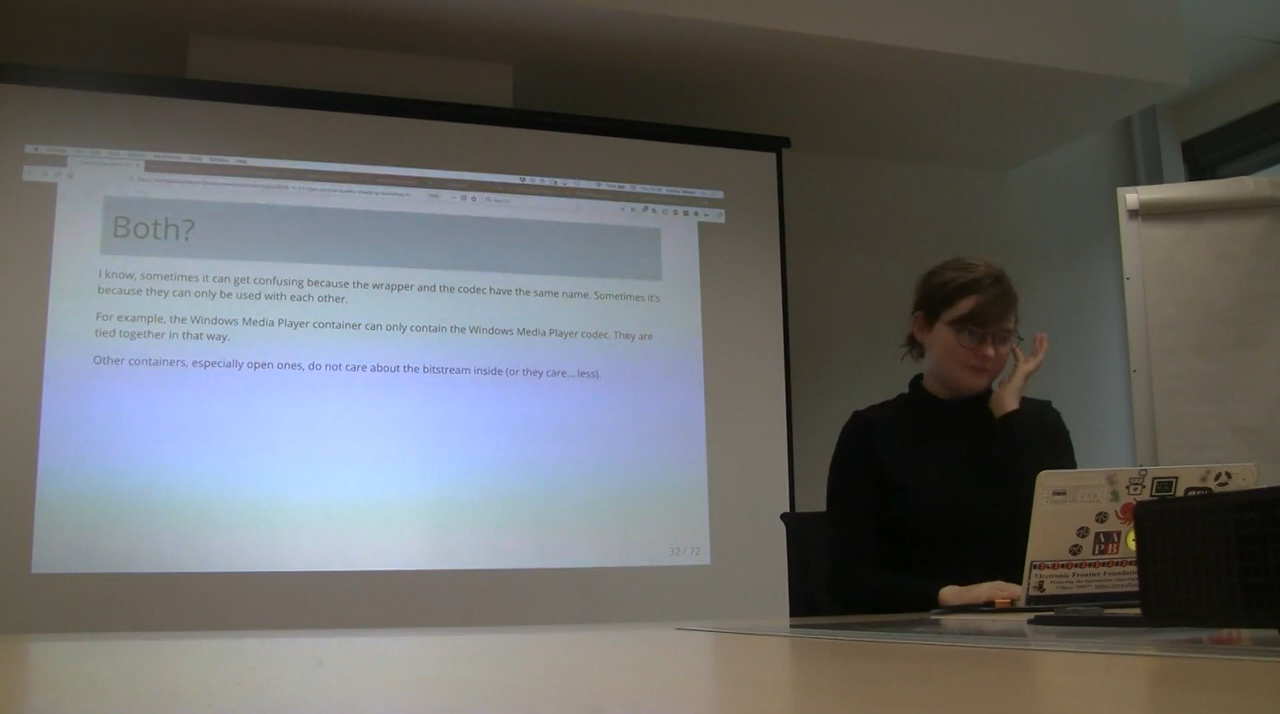 Both?
I know, sometimes it can get confusing because the wrapper and the codec have the same name. Sometimes it's
because they can only be used with each other.
For example, the Windows Media Player container can only contain the Windows Media Player codec. They are
tied together in that way.
Other containers, especially open ones, do not care about the bitstream inside (or they care... less).
32 / 72
A A
P B
Electronic Frontier Foundation